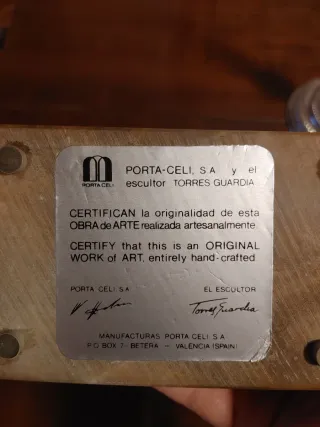 PORTA-CELI, S.A. y el
escultor TORRES GUARDIA
PORTA CELI
CERTIFICAN la originalidad de esta
OBRA de ARTE realizada artesanalmente.
CERTIFY that this is an ORIGINAL
WORK of ART, entirely hand-crafted
PORTA CELI S.A.
EL ESCULTOR
Torres Guardia
MANUFACTURAS PORTA CELI S.A.
P.O. BOX 7- BETERA - VALENCIA (SPAIN)